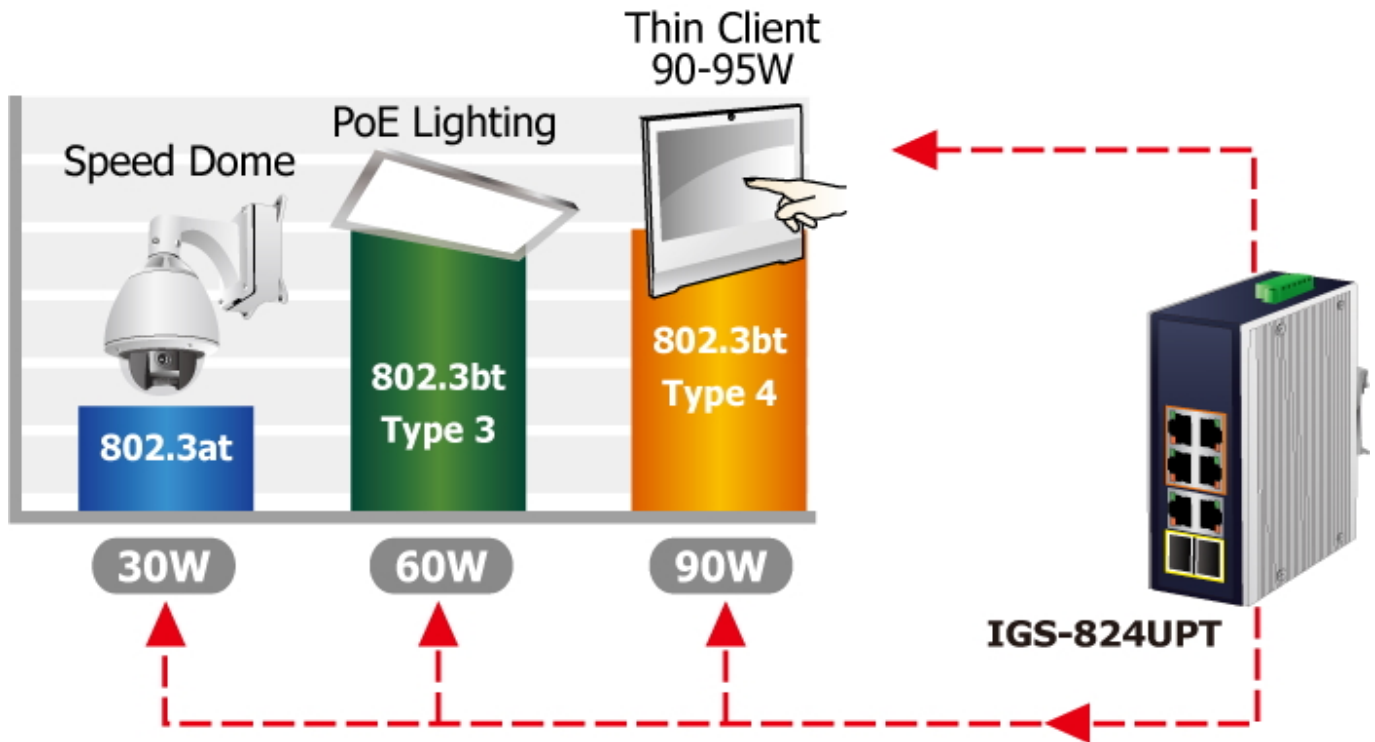 Thin Client
90-95W
PoE Lighting
Speed Dome
802.3at
802.3bt
Type 3
802.3bt
Type 4
30W
60W
90W
IGS-824UPT